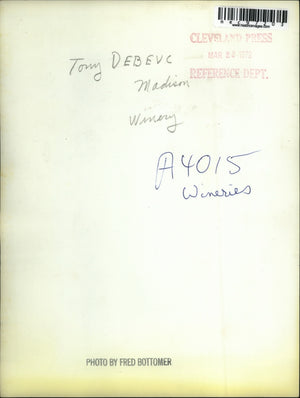 CLEVELAND PRESS
MAR 24 1972
REFERENCE DEPT.
Tony DEBEVC
Madison
Winery
A4015
Wineries
PHOTO BY FRED BOTTOMER